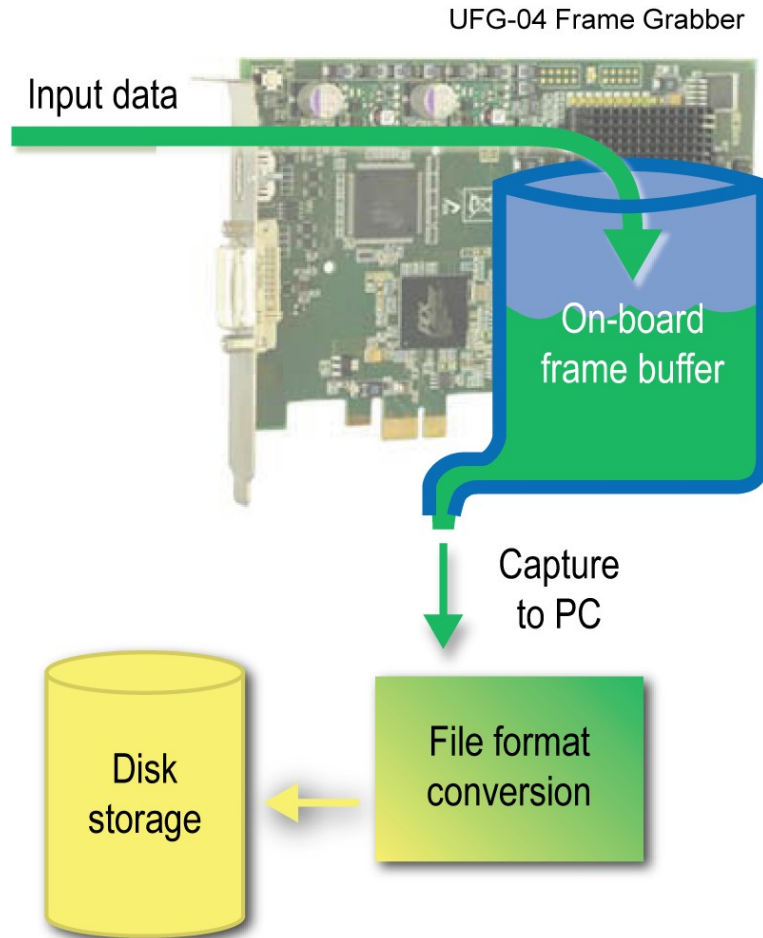 UFG-04 Frame Grabber
Input data
On-board
frame buffer
Capture
to PC
File format
conversion
Disk
storage